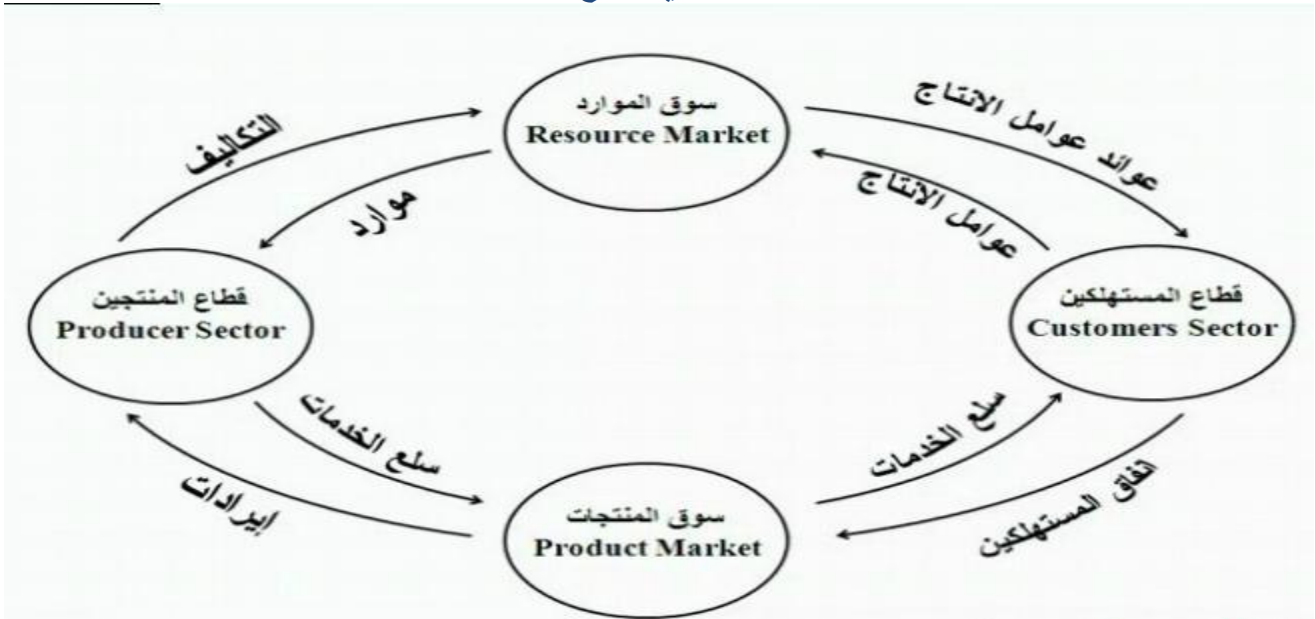 سوق الموارد
Resource Market
التكاليف
موارد
عوائد عوامل الانتاج
عوامل الانتاج
قطاع المنتجين
Producer Sector
قطاع المستهلكين
Customers Sector
سلع الخدمات
إيرادات
سلع الخدمات
انفاق المستهلكين
سوق المنتجات
Product Market